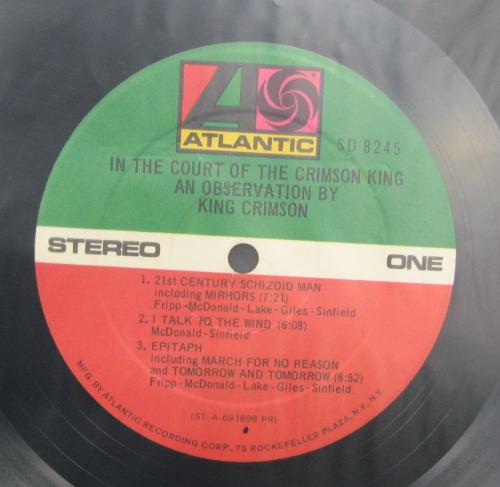 ATLANTIC
SD 8245
IN THE COURT OF THE CRIMSON KING
AN OBSERVATION BY
KING CRIMSON
STEREO
ONE
1. 21st CENTURY SCHIZOID MAN
including MIRRORS (7:21)
Fripp-McDonald-Lake-Giles-Sinfield
2. I TALK TO THE WIND (6:08)
McDonald-Sinfield
3. EPITAPH
including MARCH FOR NO REASON
and TOMORROW AND TOMORROW (8:52)
Fripp-McDonald-Lake-Giles-Sinfield
(ST-A-691699 PR)
MFG. BY ATLANTIC RECORDING CORP., 75 ROCKEFELLER PLAZA, N.Y., N.Y.